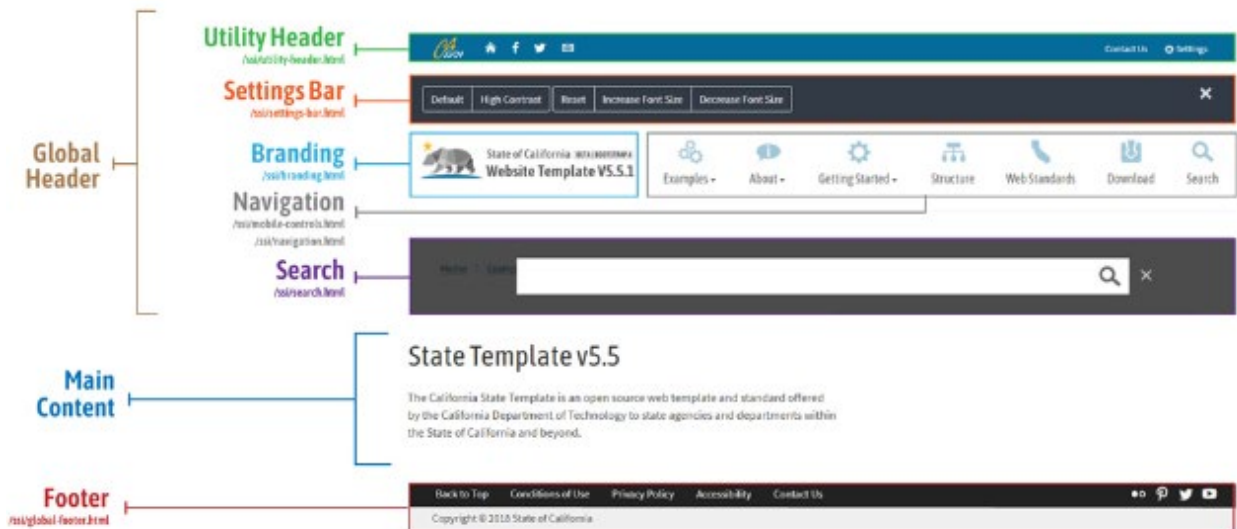 Utility Header
/ssi/utility-header.html
CA.GOV
Contact Us Settings
Settings Bar
/ssi/settings-bar.html
Default High Contrast Reset Increase Font Size Decrease Font Size ×
Global
Header
Branding
/ssi/branding.html
State of California
Website Template V5.5.1
Examples About Getting Started Structure Web Standards Download Search
Navigation
/ssi/mobile-controls.html
/ssi/navigation.html
Search
/ssi/search.html
Home
×
Main
Content
State Template v5.5
The California State Template is an open source web template and standard offered
by the California Department of Technology to state agencies and departments within
the State of California and beyond.
Footer
/ssi/global-footer.html
Back to Top Conditions of Use Privacy Policy Accessibility Contact Us
Copyright © 2018 State of California